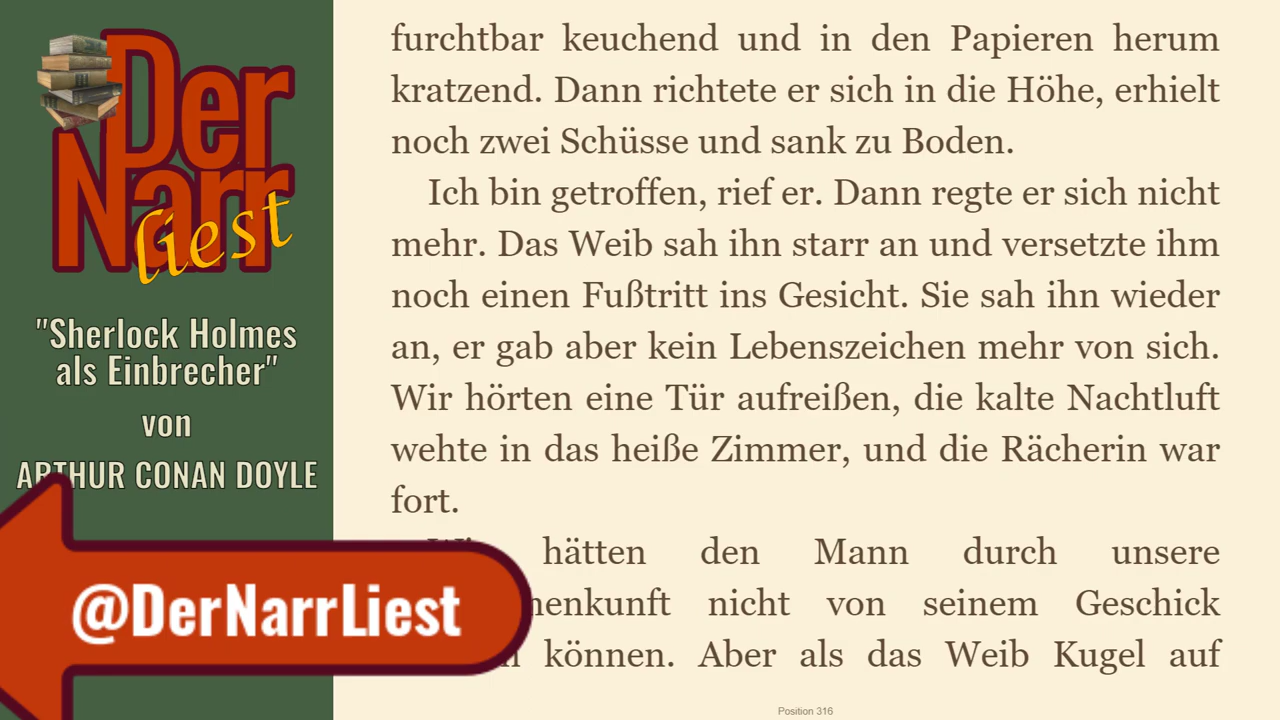 Der
Narr
liest
"Sherlock Holmes
als Einbrecher"
von
ARTHUR CONAN DOYLE
@DerNarrLiest
furchtbar keuchend und in den Papieren herum
kratzend. Dann richtete er sich in die Höhe, erhielt
noch zwei Schüsse und sank zu Boden.
Ich bin getroffen, rief er. Dann regte er sich nicht
mehr. Das Weib sah ihn starr an und versetzte ihm
noch einen Fußtritt ins Gesicht. Sie sah ihn wieder
an, er gab aber kein Lebenszeichen mehr von sich.
Wir hörten eine Tür aufreißen, die kalte Nachtluft
wehte in das heiße Zimmer, und die Rächerin war
fort.
hätten den Mann durch unsere
nicht von seinem Geschick
können. Aber als das Weib Kugel auf
Position 316